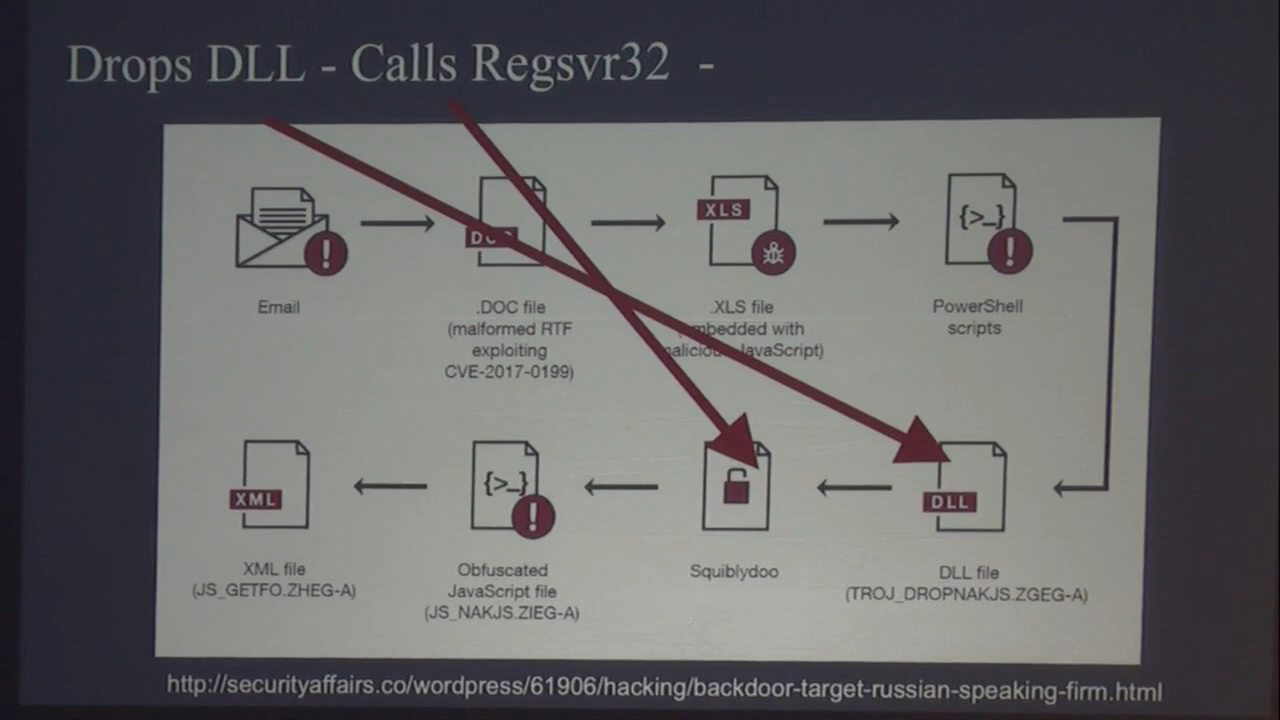 Drops DLL - Calls Regsvr32 -
XLS
{>_}
!
!
Email
.DOC file
(malformed RTF
exploiting
CVE-2017-0199)
.XLS file
with
JavaScript)
PowerShell
scripts
XML
{>_}
!
DLL
XML file
(JS_GETFO.ZHEG-A)
Obfuscated
JavaScript file
(JS_NAKJS.ZIEG-A)
Squiblydoo
DLL file
(TROJ_DROPNAKJS.ZGEG-A)
http://securityaffairs.co/wordpress/61906/hacking/backdoor-target-russian-speaking-firm.html